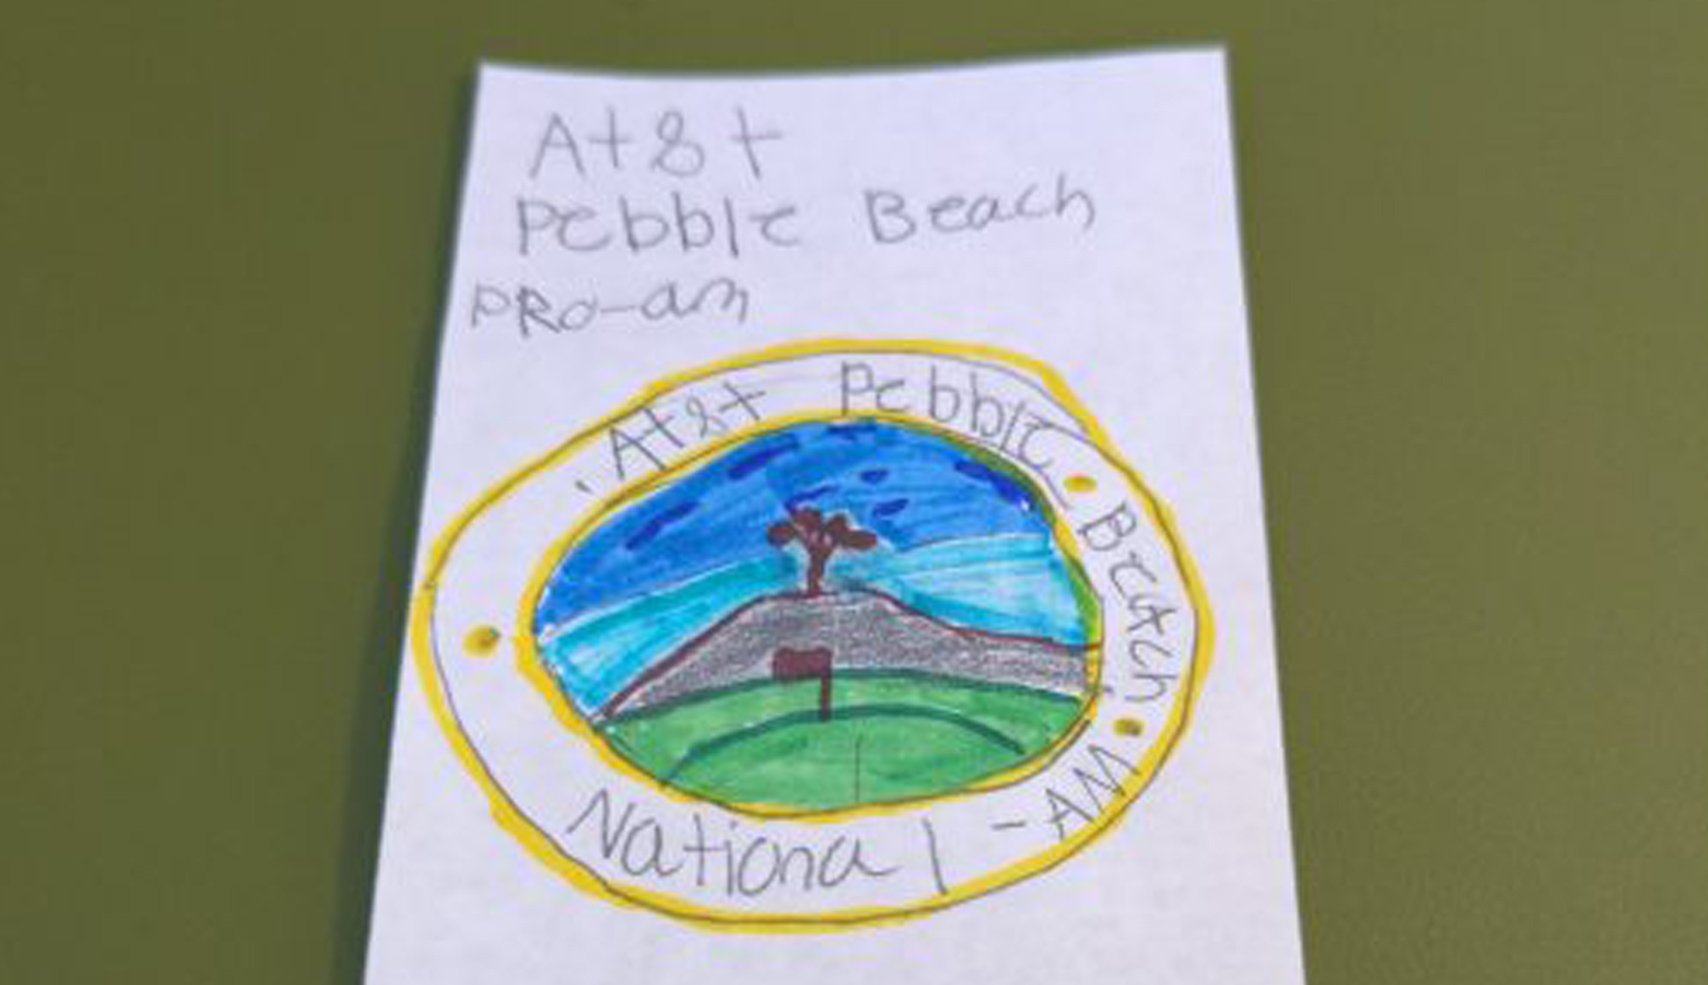 At&t
Pebble Beach
PRo-am
At&t Pebble • Beach •
National - AM